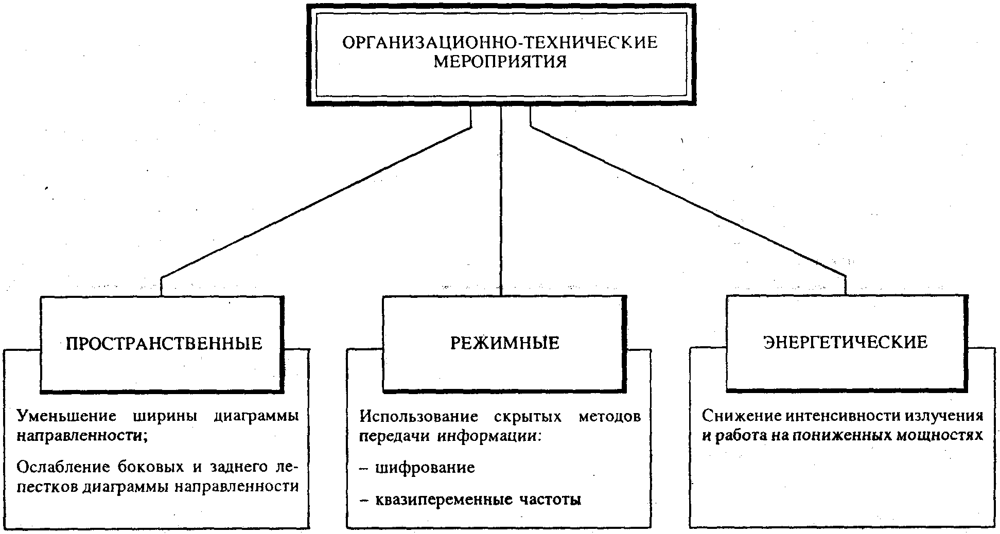 ОРГАНИЗАЦИОННО-ТЕХНИЧЕСКИЕ
МЕРОПРИЯТИЯ
ПРОСТРАНСТВЕННЫЕ
Уменьшение ширины диаграммы
направленности;
Ослабление боковых и заднего ле-
пестков диаграммы направленности
РЕЖИМНЫЕ
Использование скрытых методов
передачи информации:
– шифрование
– квазипеременные частоты
ЭНЕРГЕТИЧЕСКИЕ
Снижение интенсивности излучения
и работа на пониженных мощностях